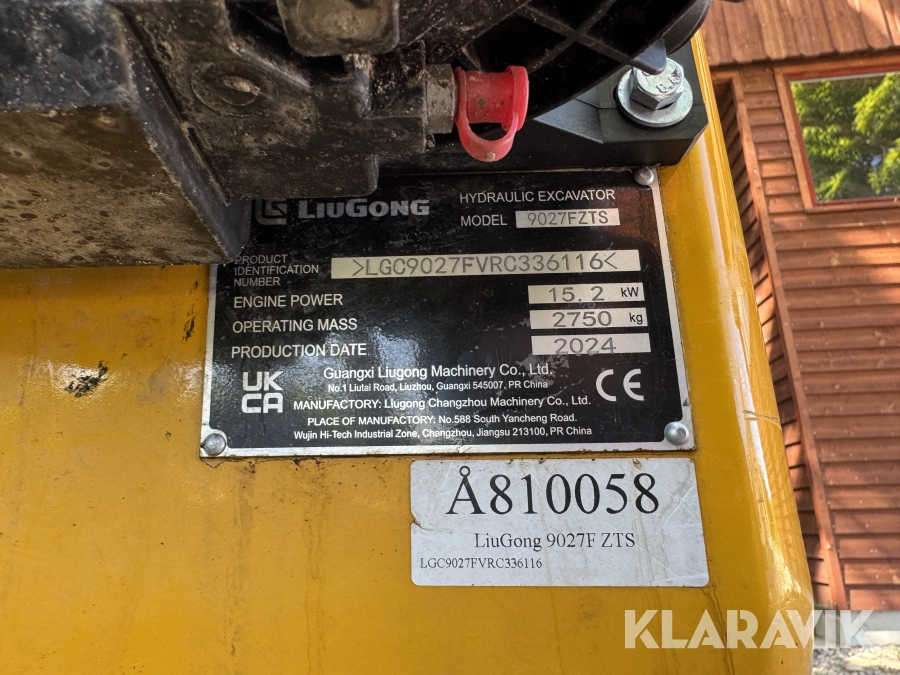 LIUGONG
HYDRAULIC EXCAVATOR
MODEL 9027FZTS
PRODUCT IDENTIFICATION NUMBER >LGC9027FVRC336116<
ENGINE POWER 15.2 kW
OPERATING MASS 2750 kg
PRODUCTION DATE 2024
Guangxi Liugong Machinery Co., Ltd.
No.1 Liutai Road, Liuzhou, Guangxi 545007, PR China
MANUFACTORY: Liugong Changzhou Machinery Co., Ltd.
PLACE OF MANUFACTORY: No.588 South Yancheng Road.
Wujin Hi-Tech Industrial Zone, Changzhou, Jiangsu 213100, PR China
UK
CA
CE
Å810058
LiuGong 9027F ZTS
LGC9027FVRC336116
KLARAVIK